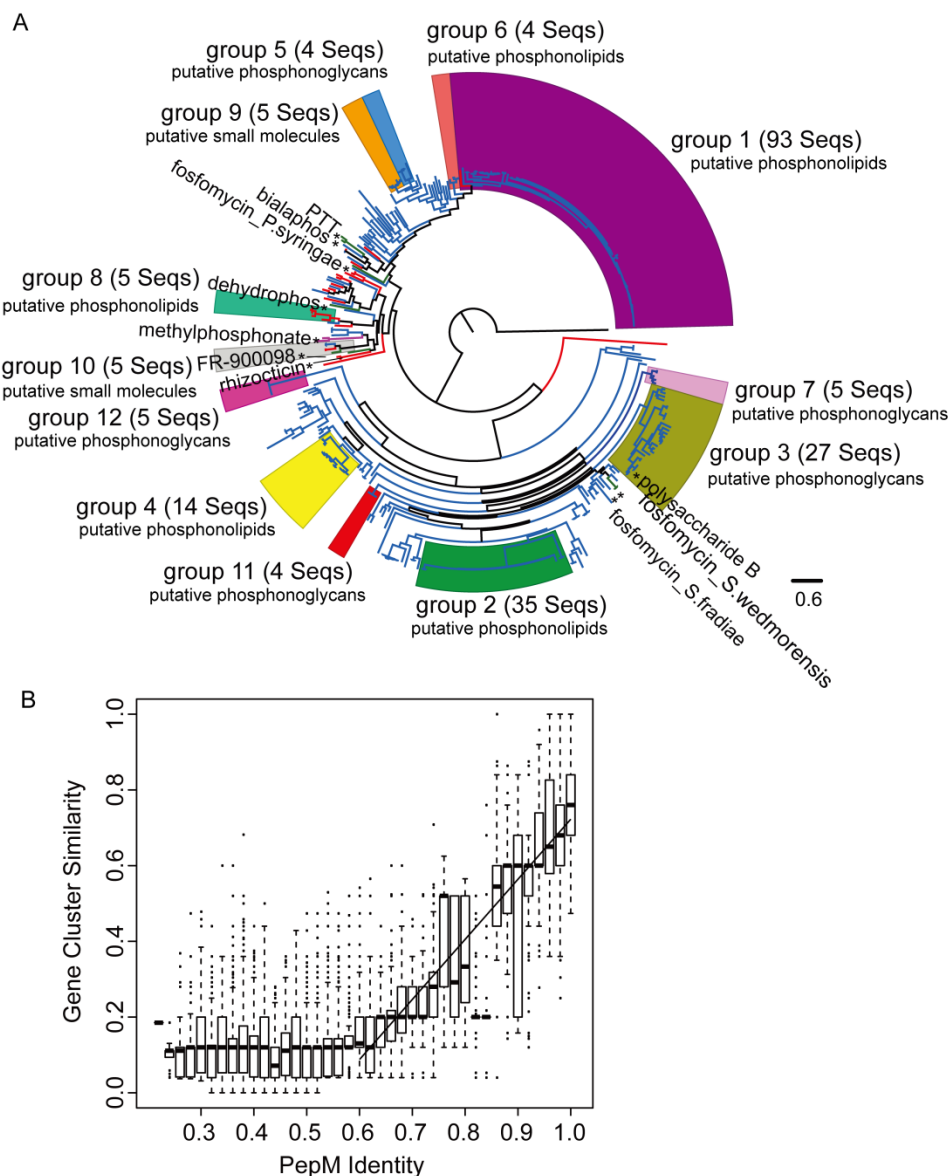 A
group 6 (4 Seqs)
putative phosphonolipids
group 5 (4 Seqs)
putative phosphonoglycans
group 9 (5 Seqs)
putative small molecules
group 1 (93 Seqs)
putative phosphonolipids
PTT*
bialaphos*
fosfomycin_P.syringae*
group 8 (5 Seqs)
putative phosphonolipids
dehydrophos*
methylphosphonate*
FR-900098*
rhizocticin*
group 10 (5 Seqs)
putative small molecules
group 12 (5 Seqs)
putative phosphonoglycans
group 7 (5 Seqs)
putative phosphonoglycans
group 3 (27 Seqs)
putative phosphonoglycans
*polysaccharide B
*fosfomycin_S.wedmorensis
*fosfomycin_S.fradiae
group 4 (14 Seqs)
putative phosphonolipids
group 11 (4 Seqs)
putative phosphonoglycans
group 2 (35 Seqs)
putative phosphonolipids
0.6
B
Gene Cluster Similarity
1.0
0.8
0.6
0.4
0.2
0.0
0.3 0.4 0.5 0.6 0.7 0.8 0.9 1.0
PepM Identity